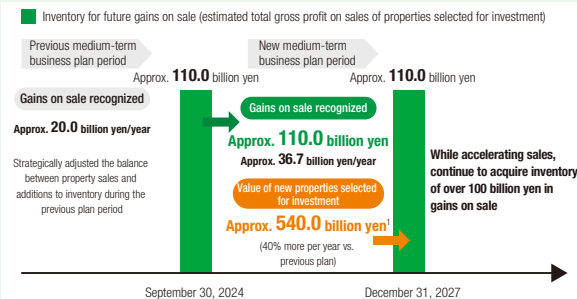 Inventory for future gains on sale (estimated total gross profit on sales of properties selected for investment)
Previous medium-term
business plan period
New medium-term
business plan period
Approx. 110.0 billion yen
Approx. 110.0 billion yen
Gains on sale recognized
Approx. 20.0 billion yen/year
Strategically adjusted the balance
between property sales and
additions to inventory during the
previous plan period
Gains on sale recognized
Approx. 110.0 billion yen
Approx. 36.7 billion yen/year
Value of new properties selected
for investment
Approx. 540.0 billion yen1
(40% more per year vs.
previous plan)
While accelerating sales,
continue to acquire inventory
of over 100 billion yen in
gains on sale
September 30, 2024
December 31, 2027